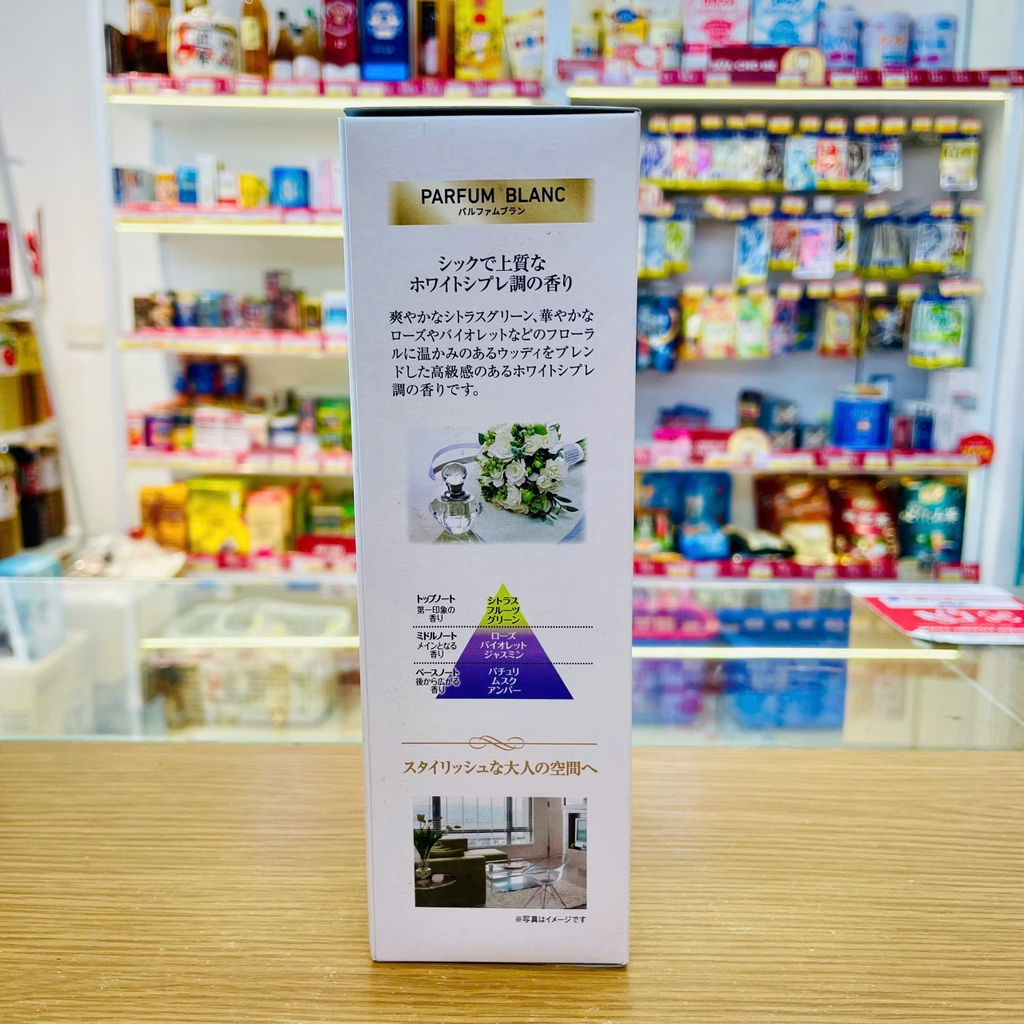 PARFUM BLANC
パルファムブラン
シックで上質な
ホワイトシプレ調の香り
爽やかなシトラスグリーン、華やかな
ローズやバイオレットなどのフローラ
ルに温かみのあるウッディをブレン
ドした高級感のあるホワイトシプレ
調の香りです。
トップノート
第一印象の
香り
シトラス
フルーツ
グリーン
ミドルノート
メインとなる
香り
ローズ
バイオレット
ジャスミン
ベースノート
後から広がる
香り
パチュリ
ムスク
アンバー
スタイリッシュな大人の空間へ
※写真はイメージです